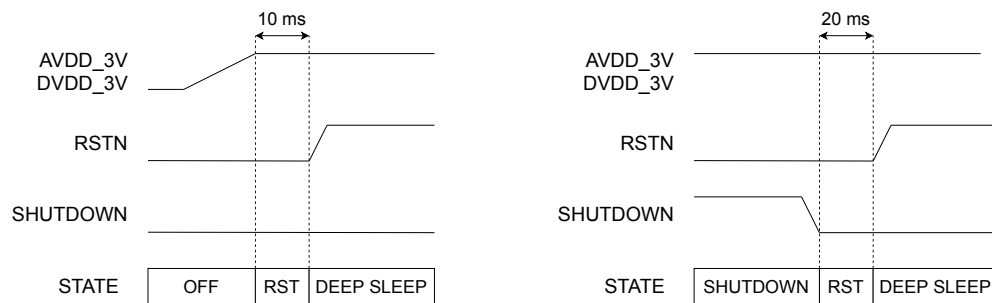 10 ms
AVDD_3V
DVDD_3V
RSTN
SHUTDOWN
STATE OFF RST DEEP SLEEP
20 ms
AVDD_3V
DVDD_3V
RSTN
SHUTDOWN
STATE SHUTDOWN RST DEEP SLEEP